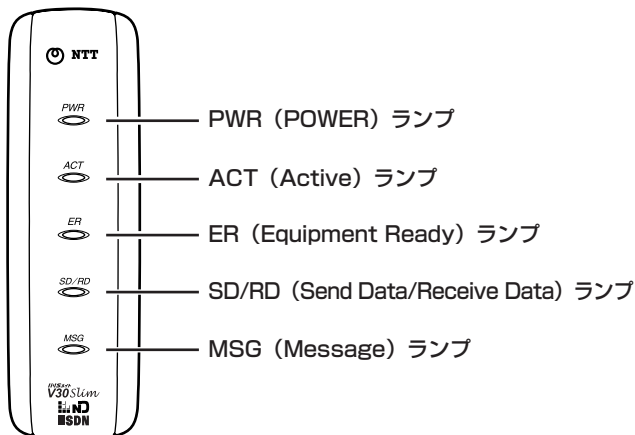 NTT
PWR
PWR（POWER）ランプ
ACT
ACT（Active）ランプ
ER
ER（Equipment Ready）ランプ
SD/RD
SD/RD（Send Data/Receive Data）ランプ
MSG
MSG（Message）ランプ
V30Slim
ISDN